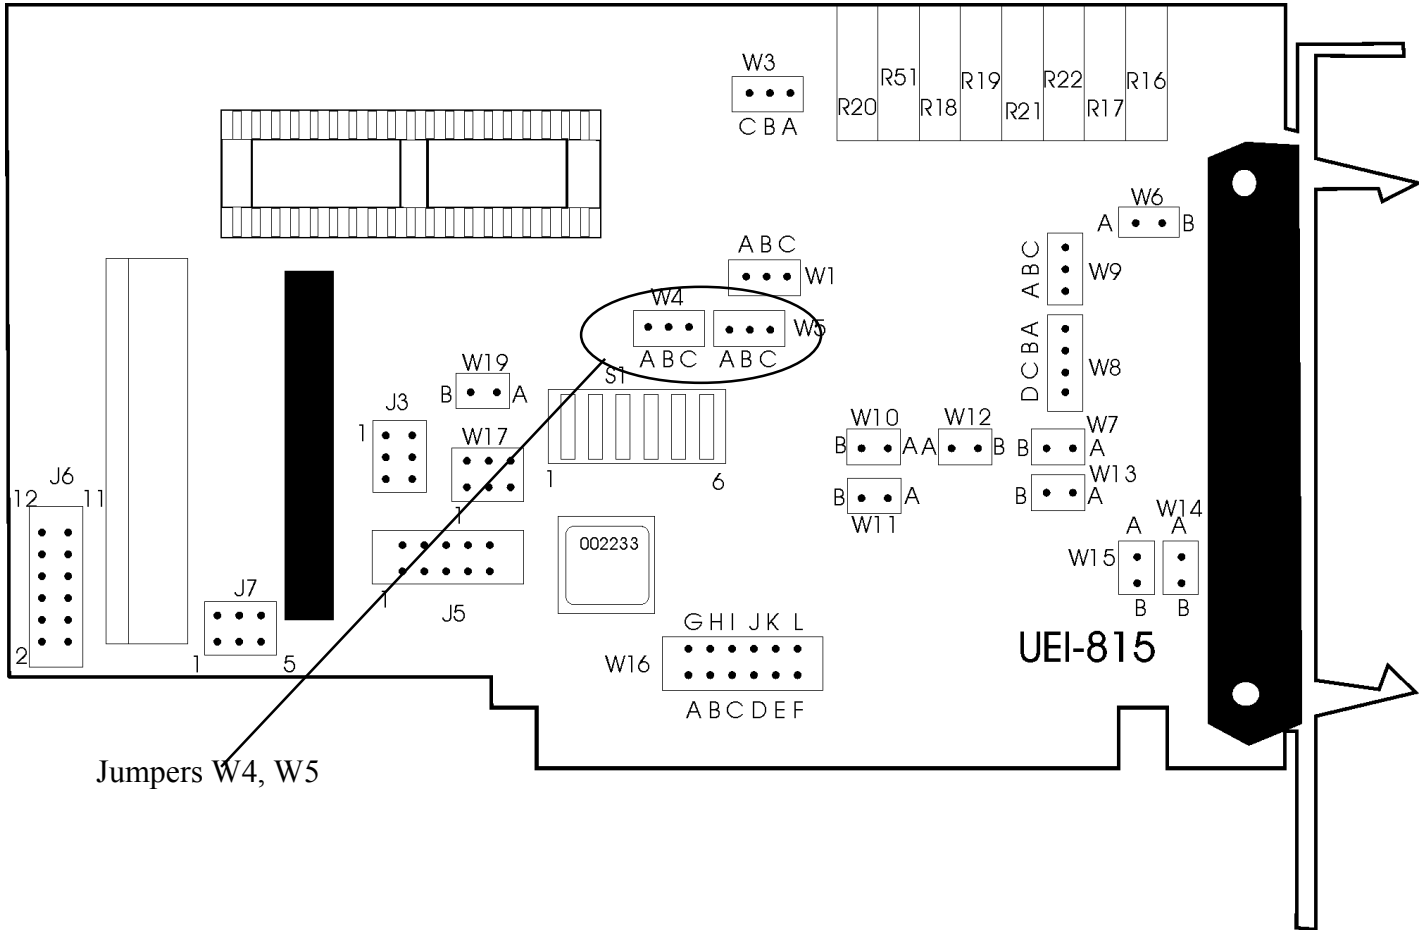 W3
C B A
R20
R51
R18
R19
R21
R22
R17
R16
W6
A B
A B C
W1
A B C
W9
W4
A B C
W5
A B C
D C B A
W8
S1
1 6
W19
B A
J3
1
W17
1
W10
B A
W12
A B
W7
B A
W13
B A
W11
B A
J6
12 11
2
W14
A
B
W15
A
B
002233
J5
1
J7
1 5
G H I J K L
W16
A B C D E F
UEI-815
Jumpers W4, W5